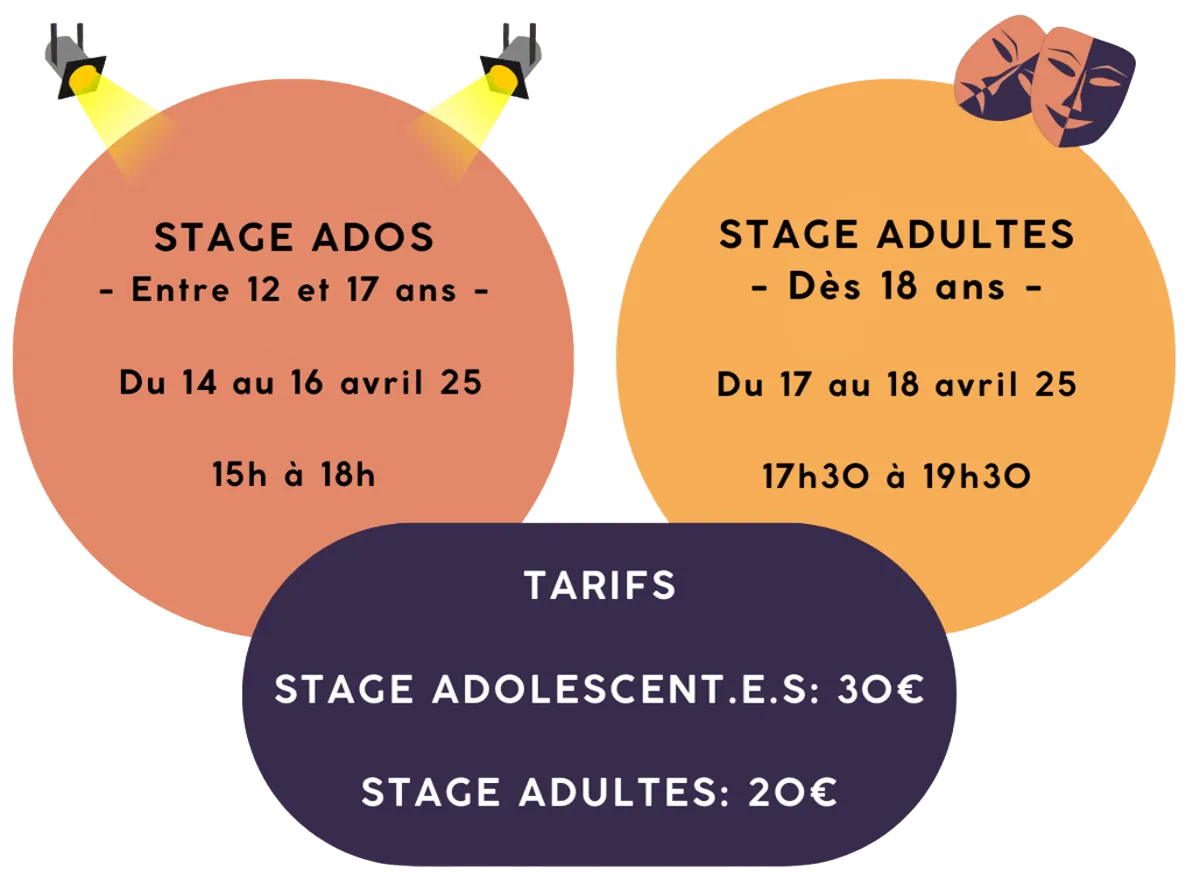 STAGE ADOS
- Entre 12 et 17 ans -
Du 14 au 16 avril 25
15h à 18h
STAGE ADULTES
- Dès 18 ans -
Du 17 au 18 avril 25
17h30 à 19h30
TARIFS
STAGE ADOLESCENT.E.S: 30€
STAGE ADULTES: 20€